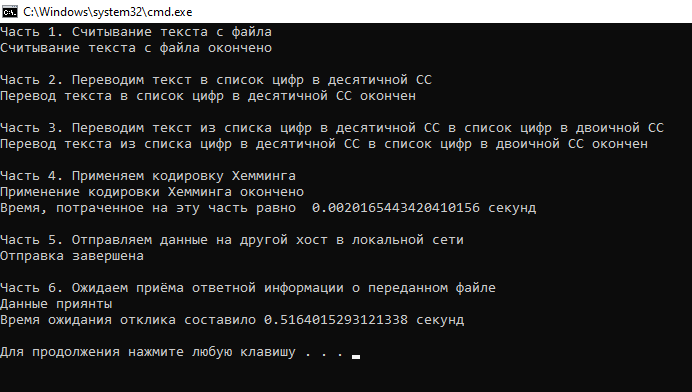 C:\Windows\system32\cmd.exe
Часть 1. Считывание текста с файла
Считывание текста с файла окончено
Часть 2. Переводим текст в список цифр в десятичной СС
Перевод текста в список цифр в десятичной СС окончен
Часть 3. Переводим текст из списка цифр в десятичной СС в список цифр в двоичной СС
Перевод текста из списка цифр в десятичной СС в список цифр в двоичной СС окончен
Часть 4. Применяем кодировку Хемминга
Применение кодировки Хемминга окончено
Время, потраченное на эту часть равно  0.0020165443420410156 секунд
Часть 5. Отправляем данные на другой хост в локальной сети
Отправка завершена
Часть 6. Ожидаем приёма ответной информации о переданном файле
Данные приянты
Время ожидания отклика составило 0.5164015293121338 секунд
Для продолжения нажмите любую клавишу . . .